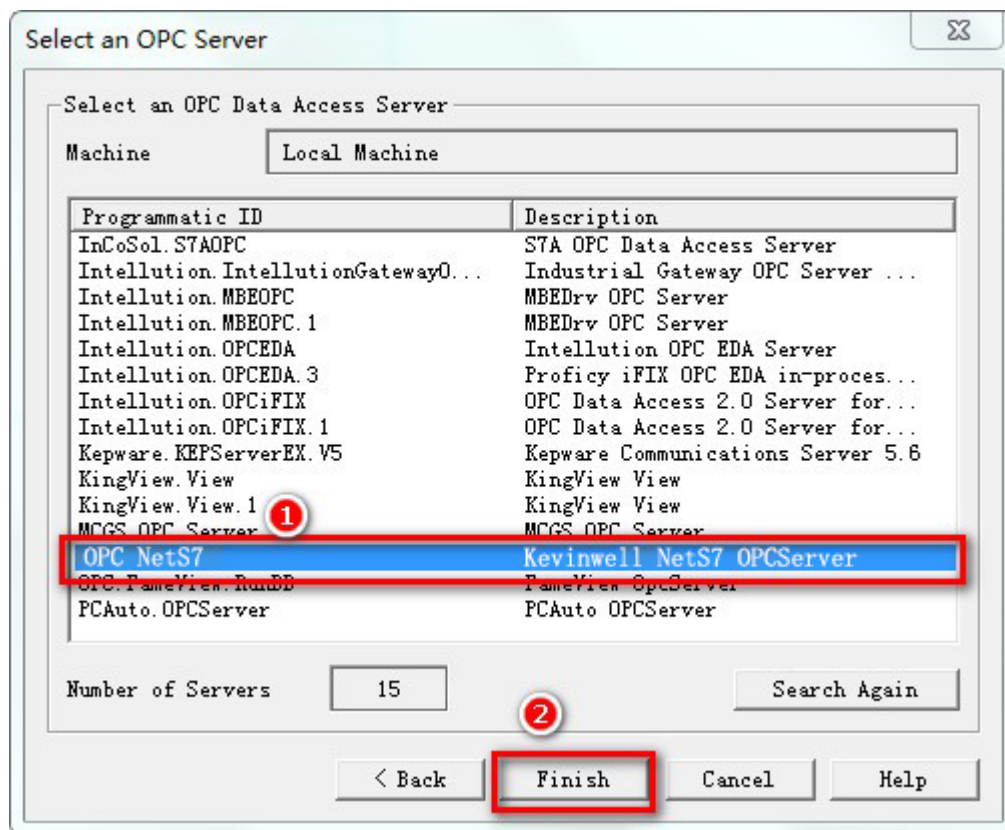 Select an OPC Server
Select an OPC Data Access Server
Machine Local Machine
Programmatic ID Description
InCoSol.S7AOPC S7A OPC Data Access Server
Intellution.IntellutionGatewayO... Industrial Gateway OPC Server ...
Intellution.MBEOPC MBEDrv OPC Server
Intellution.MBEOPC.1 MBEDrv OPC Server
Intellution.OPCEDA Intellution OPC EDA Server
Intellution.OPCEDA.3 Proficy iFIX OPC EDA in-proces...
Intellution.OPCiFIX OPC Data Access 2.0 Server for...
Intellution.OPCiFIX.1 OPC Data Access 2.0 Server for...
Kepware.KEPServerEX.V5 Kepware Communications Server 5.6
KingView.View KingView View
KingView.View.1 KingView View
1
MCGS.OPC.Server MCGS OPC Server
OPC NetS7 Kevinwell NetS7 OPCServer
OPC.FameView.RunDB FameView OpcServer
PCAuto.OPCServer PCAuto OPCServer
Number of Servers 15 Search Again
2
< Back Finish Cancel Help